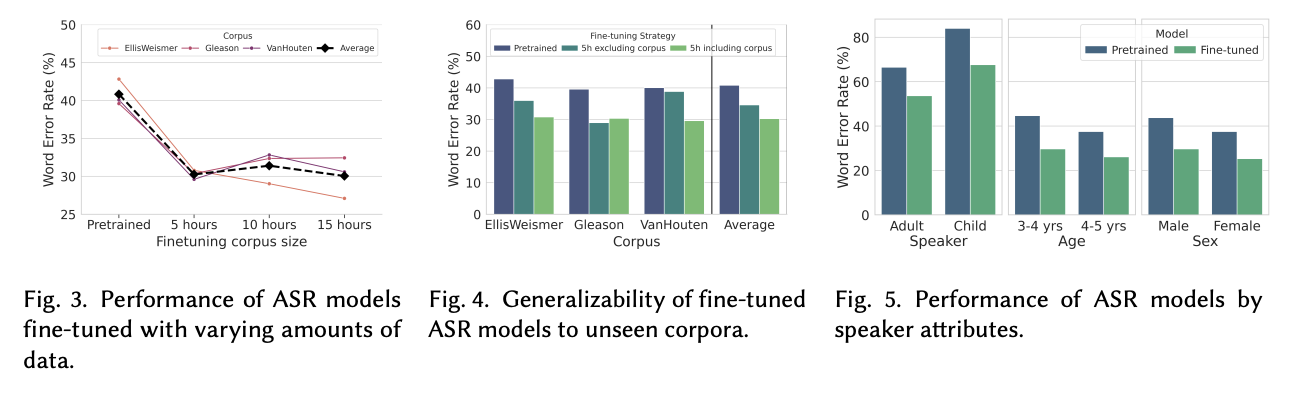 50
45
40
35
30
25
Word Error Rate (%)
Corpus
EllisWeismer Gleason VanHouten Average
Pretrained 5 hours 10 hours 15 hours
Finetuning corpus size
Fig. 3. Performance of ASR models
fine-tuned with varying amounts of
data.
60
50
40
30
20
10
0
Word Error Rate (%)
Fine-tuning Strategy
Pretrained 5h excluding corpus 5h including corpus
EllisWeismer Gleason VanHouten Average
Corpus
Fig. 4. Generalizability of fine-tuned
ASR models to unseen corpora.
80
60
40
20
0
Word Error Rate (%)
Model
Pretrained Fine-tuned
Adult Child 3-4 yrs 4-5 yrs Male Female
Speaker Age Sex
Fig. 5. Performance of ASR models by
speaker attributes.